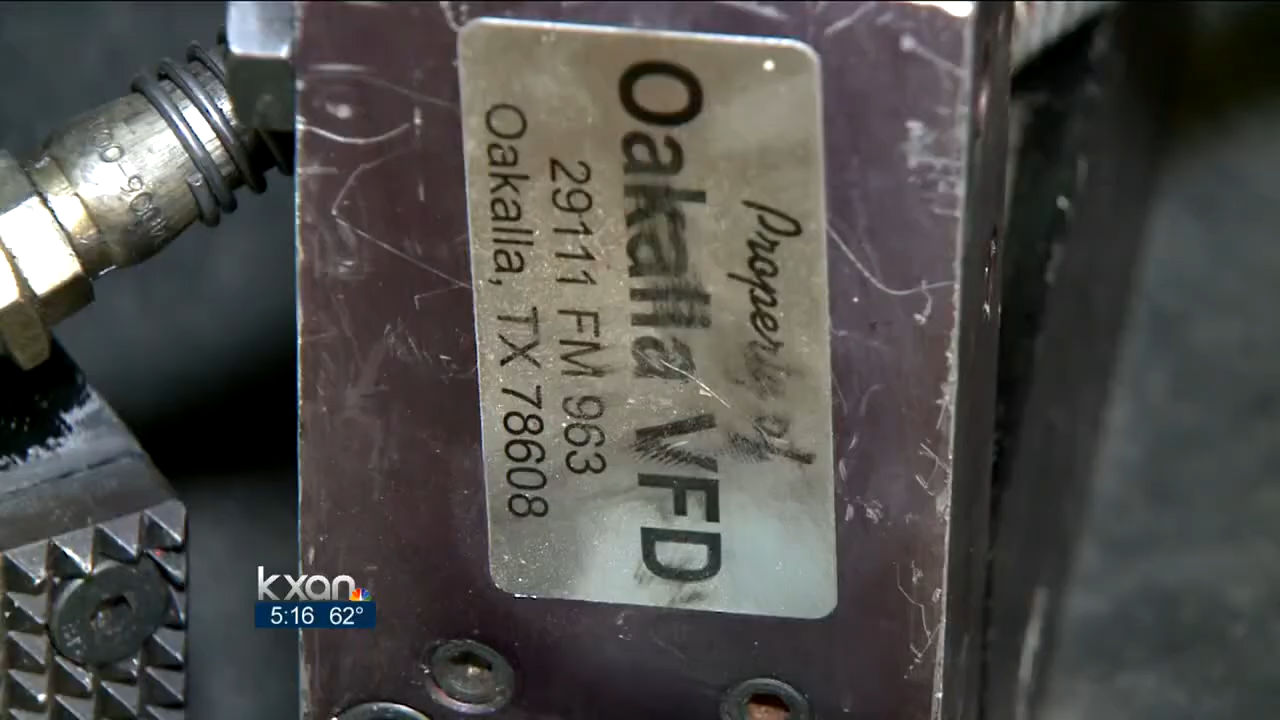 Property of
Oakalla VFD
29111 FM 963
Oakalla, TX 78608
kxan
5:16 62°